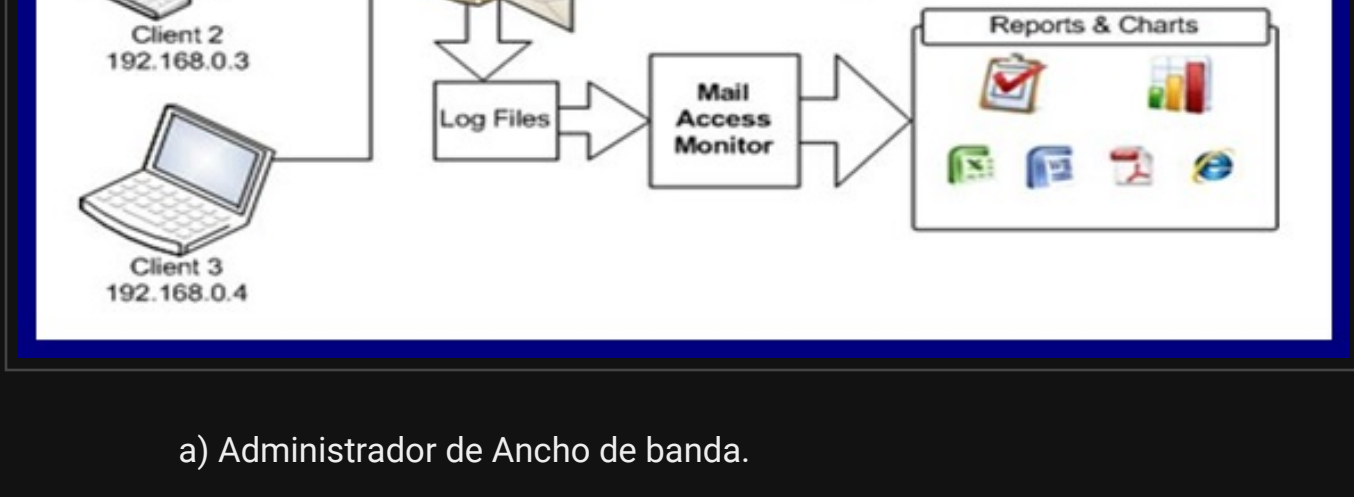 Client 2
192.168.0.3
Reports & Charts
Log Files
Mail
Access
Monitor
Client 3
192.168.0.4
a) Administrador de Ancho de banda.